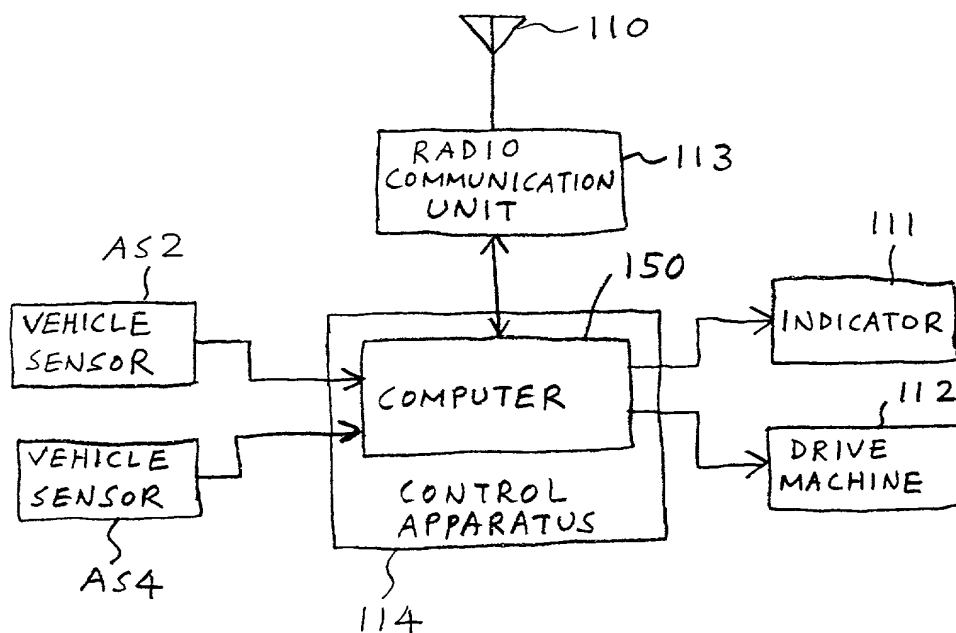 110
RADIO
COMMUNICATION
UNIT
113
AS2
150
111
VEHICLE
SENSOR
INDICATOR
COMPUTER
112
VEHICLE
SENSOR
DRIVE
MACHINE
CONTROL
APPARATUS
AS4
114